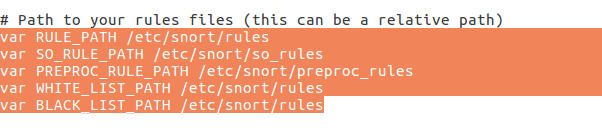 # Path to your rules files (this can be a relative path)
var RULE_PATH /etc/snort/rules
var SO_RULE_PATH /etc/snort/so_rules
var PREPROC_RULE_PATH /etc/snort/preproc_rules
var WHITE_LIST_PATH /etc/snort/rules
var BLACK_LIST_PATH /etc/snort/rules